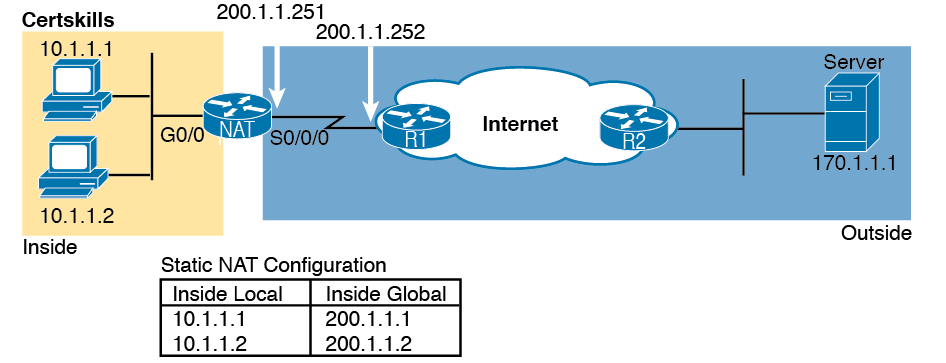 200.1.1.251
Certskills
200.1.1.252
10.1.1.1
Server
NAT
G0/0
S0/0/0
R1
Internet
R2
170.1.1.1
10.1.1.2
Inside
Outside
Static NAT Configuration
Inside Local Inside Global
10.1.1.1 200.1.1.1
10.1.1.2 200.1.1.2